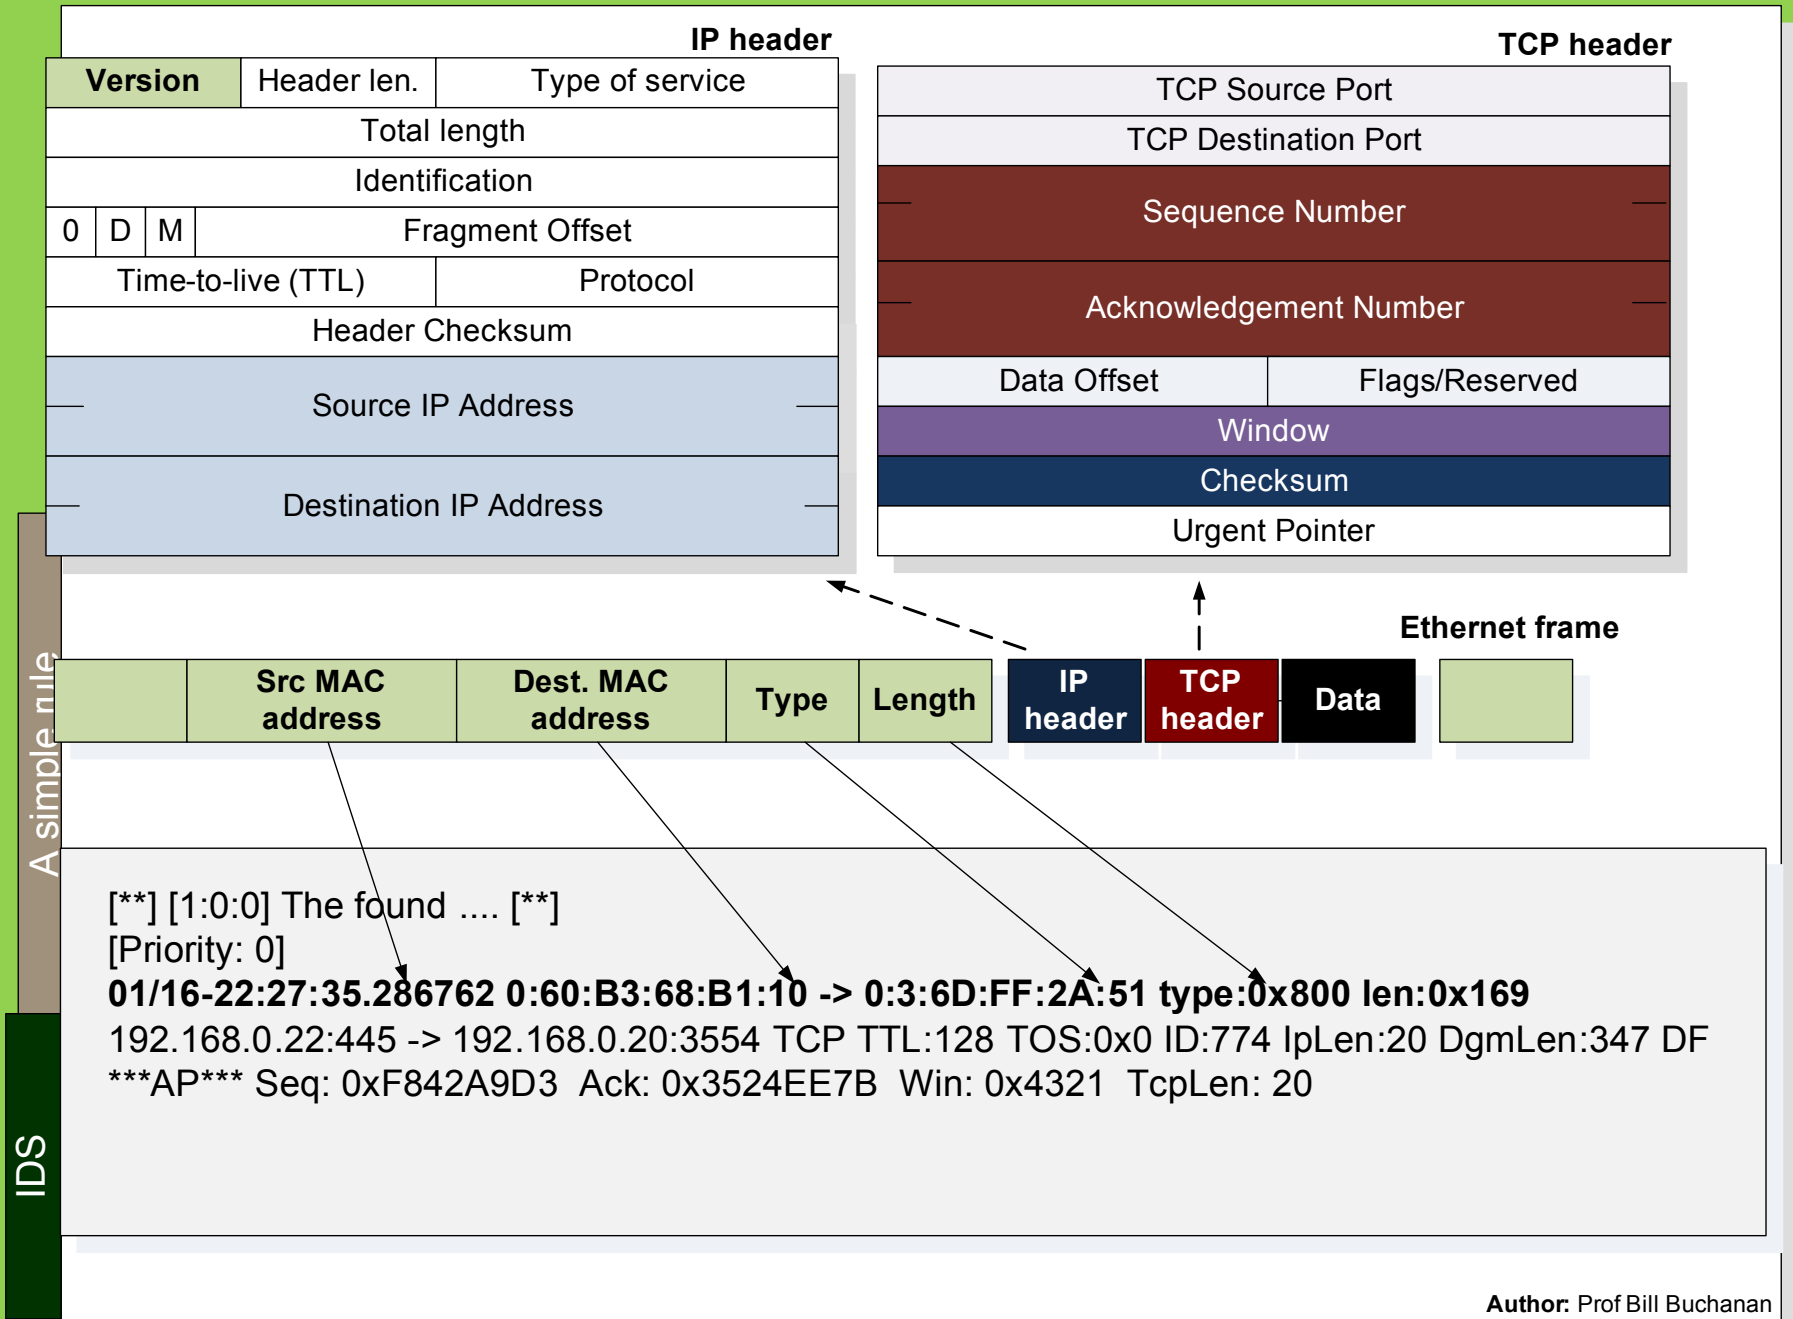 IP header
Version Header len. Type of service
Total length
Identification
0 D M Fragment Offset
Time-to-live (TTL) Protocol
Header Checksum
Source IP Address
Destination IP Address
TCP header
TCP Source Port
TCP Destination Port
Sequence Number
Acknowledgement Number
Data Offset Flags/Reserved
Window
Checksum
Urgent Pointer
Ethernet frame
Src MAC
address
Dest. MAC
address
Type
Length
IP
header
TCP
header
Data
A simple rule
IDS
[**] [1:0:0] The found .... [**]
[Priority: 0]
01/16-22:27:35.286762 0:60:B3:68:B1:10 -> 0:3:6D:FF:2A:51 type:0x800 len:0x169
192.168.0.22:445 -> 192.168.0.20:3554 TCP TTL:128 TOS:0x0 ID:774 IpLen:20 DgmLen:347 DF
***AP*** Seq: 0xF842A9D3 Ack: 0x3524EE7B Win: 0x4321 TcpLen: 20
Author: Prof Bill Buchanan